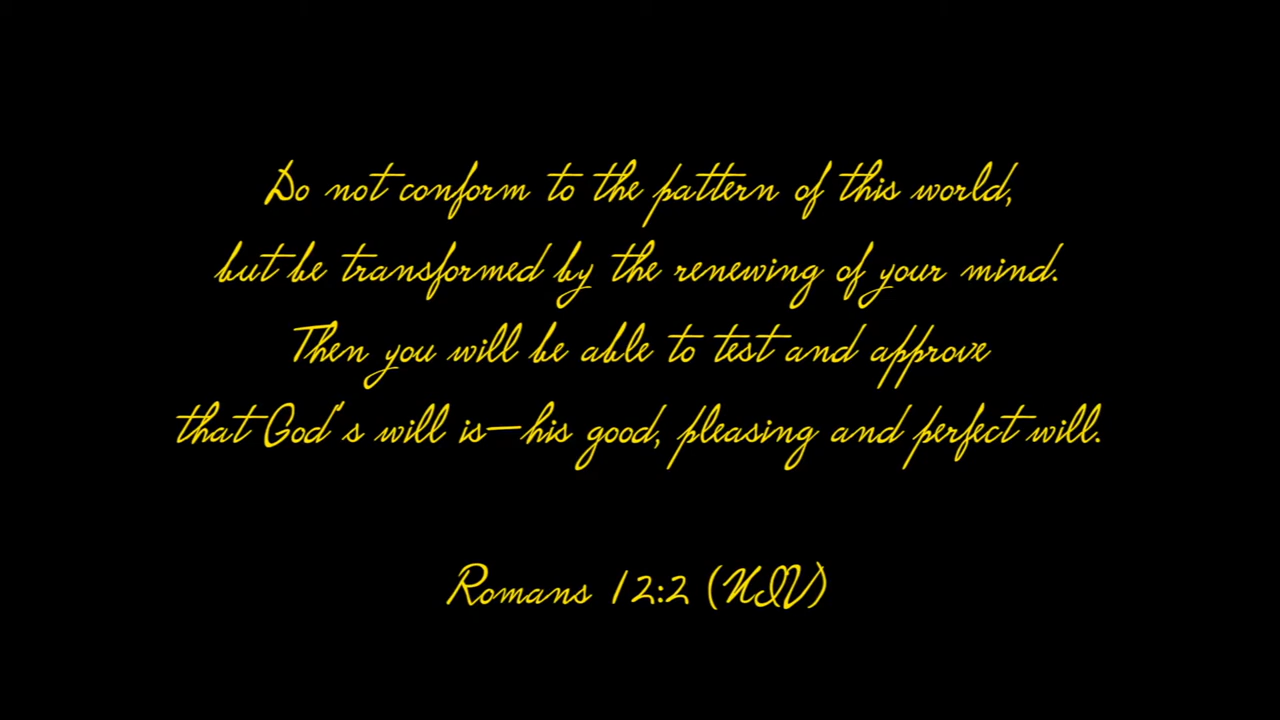 Do not conform to the pattern of this world,
but be transformed by the renewing of your mind.
Then you will be able to test and approve
that God's will is—his good, pleasing and perfect will.
Romans 12:2 (NIV)